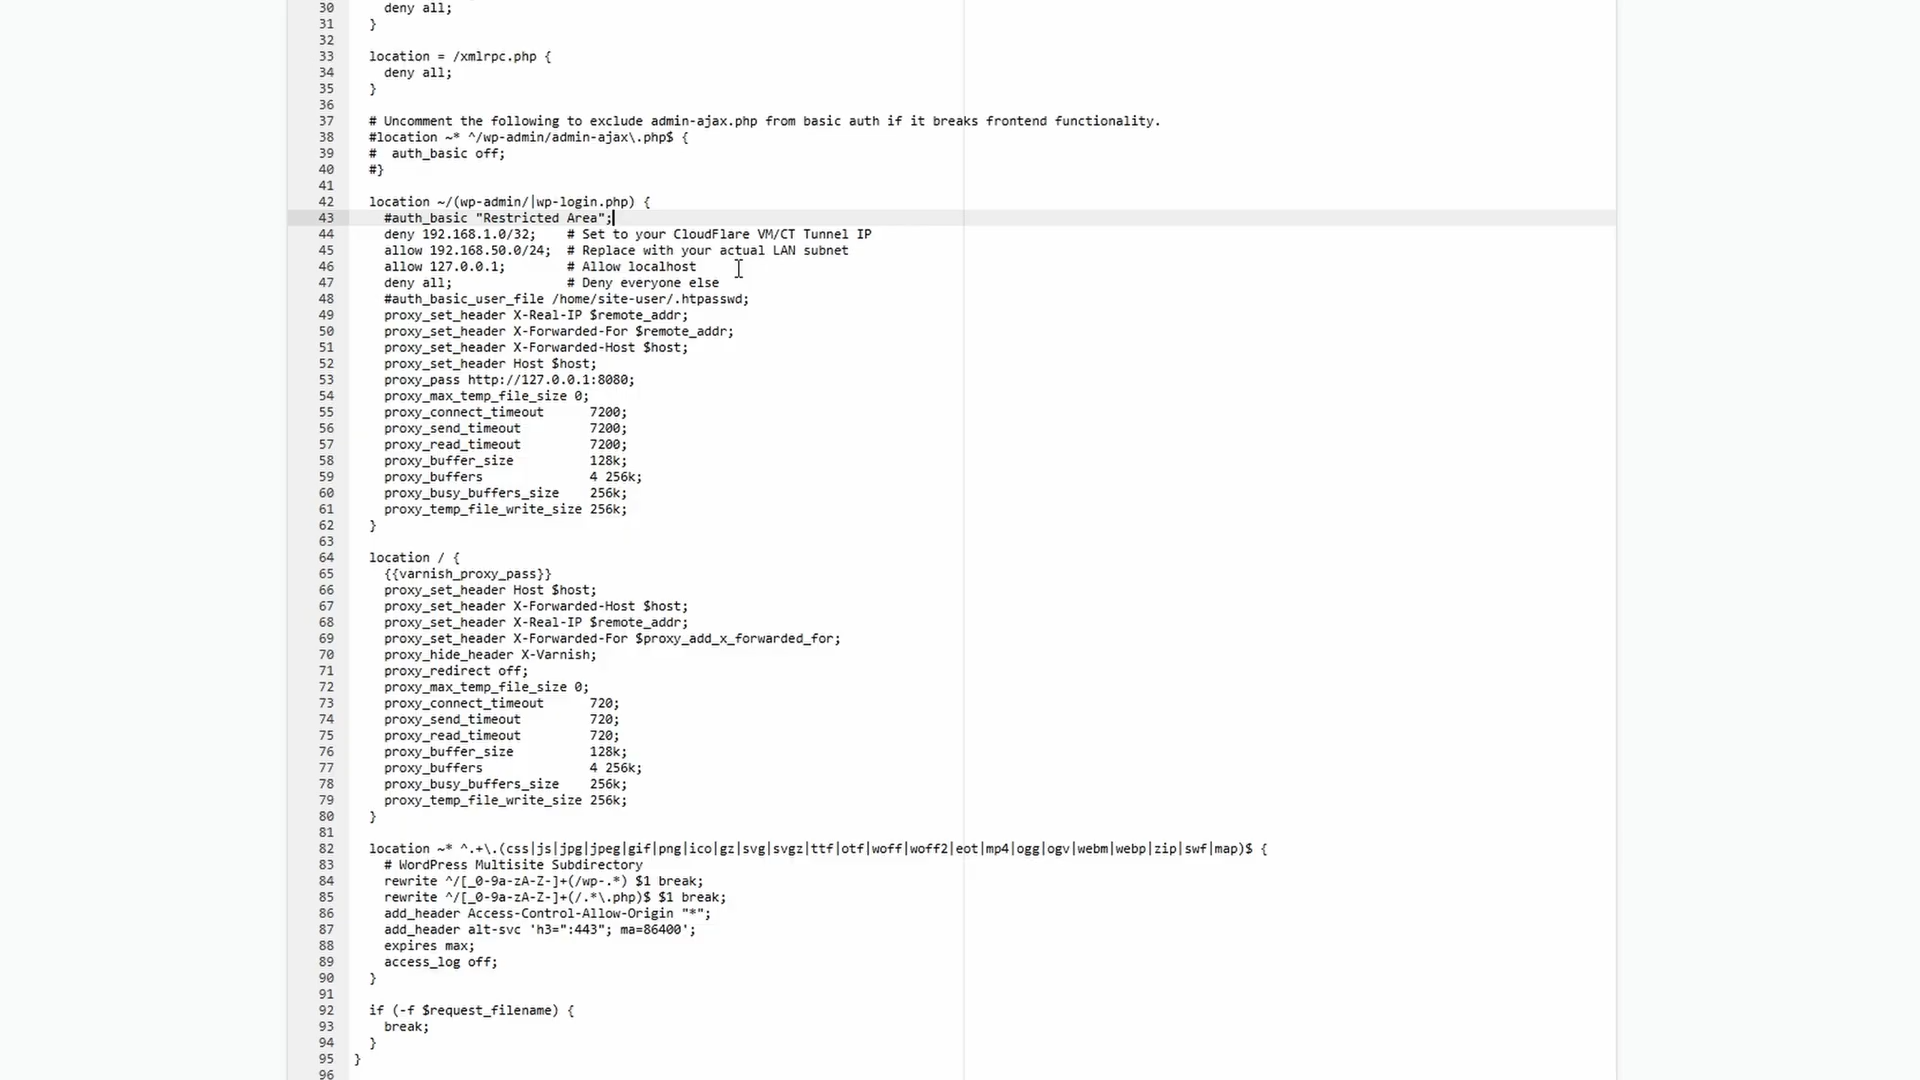 30 deny all;
31 }
32
33 location = /xmlrpc.php {
34 deny all;
35 }
36
37 # Uncomment the following to exclude admin-ajax.php from basic auth if it breaks frontend functionality.
38 #location ~* ^/wp-admin/admin-ajax\.php$ {
39 #  auth_basic off;
40 #}
41
42 location ~/(wp-admin/|wp-login.php) {
43 #auth_basic "Restricted Area";
44 deny 192.168.1.0/32;    # Set to your CloudFlare VM/CT Tunnel IP
45 allow 192.168.50.0/24;  # Replace with your actual LAN subnet
46 allow 127.0.0.1;        # Allow localhost
47 deny all;               # Deny everyone else
48 #auth_basic_user_file /home/site-user/.htpasswd;
49 proxy_set_header X-Real-IP $remote_addr;
50 proxy_set_header X-Forwarded-For $remote_addr;
51 proxy_set_header X-Forwarded-Host $host;
52 proxy_set_header Host $host;
53 proxy_pass http://127.0.0.1:8080;
54 proxy_max_temp_file_size 0;
55 proxy_connect_timeout      7200;
56 proxy_send_timeout         7200;
57 proxy_read_timeout         7200;
58 proxy_buffer_size          128k;
59 proxy_buffers              4 256k;
60 proxy_busy_buffers_size    256k;
61 proxy_temp_file_write_size 256k;
62 }
63
64 location / {
65 {{varnish_proxy_pass}}
66 proxy_set_header Host $host;
67 proxy_set_header X-Forwarded-Host $host;
68 proxy_set_header X-Real-IP $remote_addr;
69 proxy_set_header X-Forwarded-For $proxy_add_x_forwarded_for;
70 proxy_hide_header X-Varnish;
71 proxy_redirect off;
72 proxy_max_temp_file_size 0;
73 proxy_connect_timeout      720;
74 proxy_send_timeout         720;
75 proxy_read_timeout         720;
76 proxy_buffer_size          128k;
77 proxy_buffers              4 256k;
78 proxy_busy_buffers_size    256k;
79 proxy_temp_file_write_size 256k;
80 }
81
82 location ~* ^.+\.(css|js|jpg|jpeg|gif|png|ico|gz|svg|svgz|ttf|otf|woff|woff2|eot|mp4|ogg|ogv|webm|webp|zip|swf|map)$ {
83 # WordPress Multisite Subdirectory
84 rewrite ^/[_0-9a-zA-Z-]+(/wp-.*) $1 break;
85 rewrite ^/[_0-9a-zA-Z-]+(/.*\.php)$ $1 break;
86 add_header Access-Control-Allow-Origin "*";
87 add_header alt-svc 'h3=":443"; ma=86400';
88 expires max;
89 access_log off;
90 }
91
92 if (-f $request_filename) {
93 break;
94 }
95 }
96